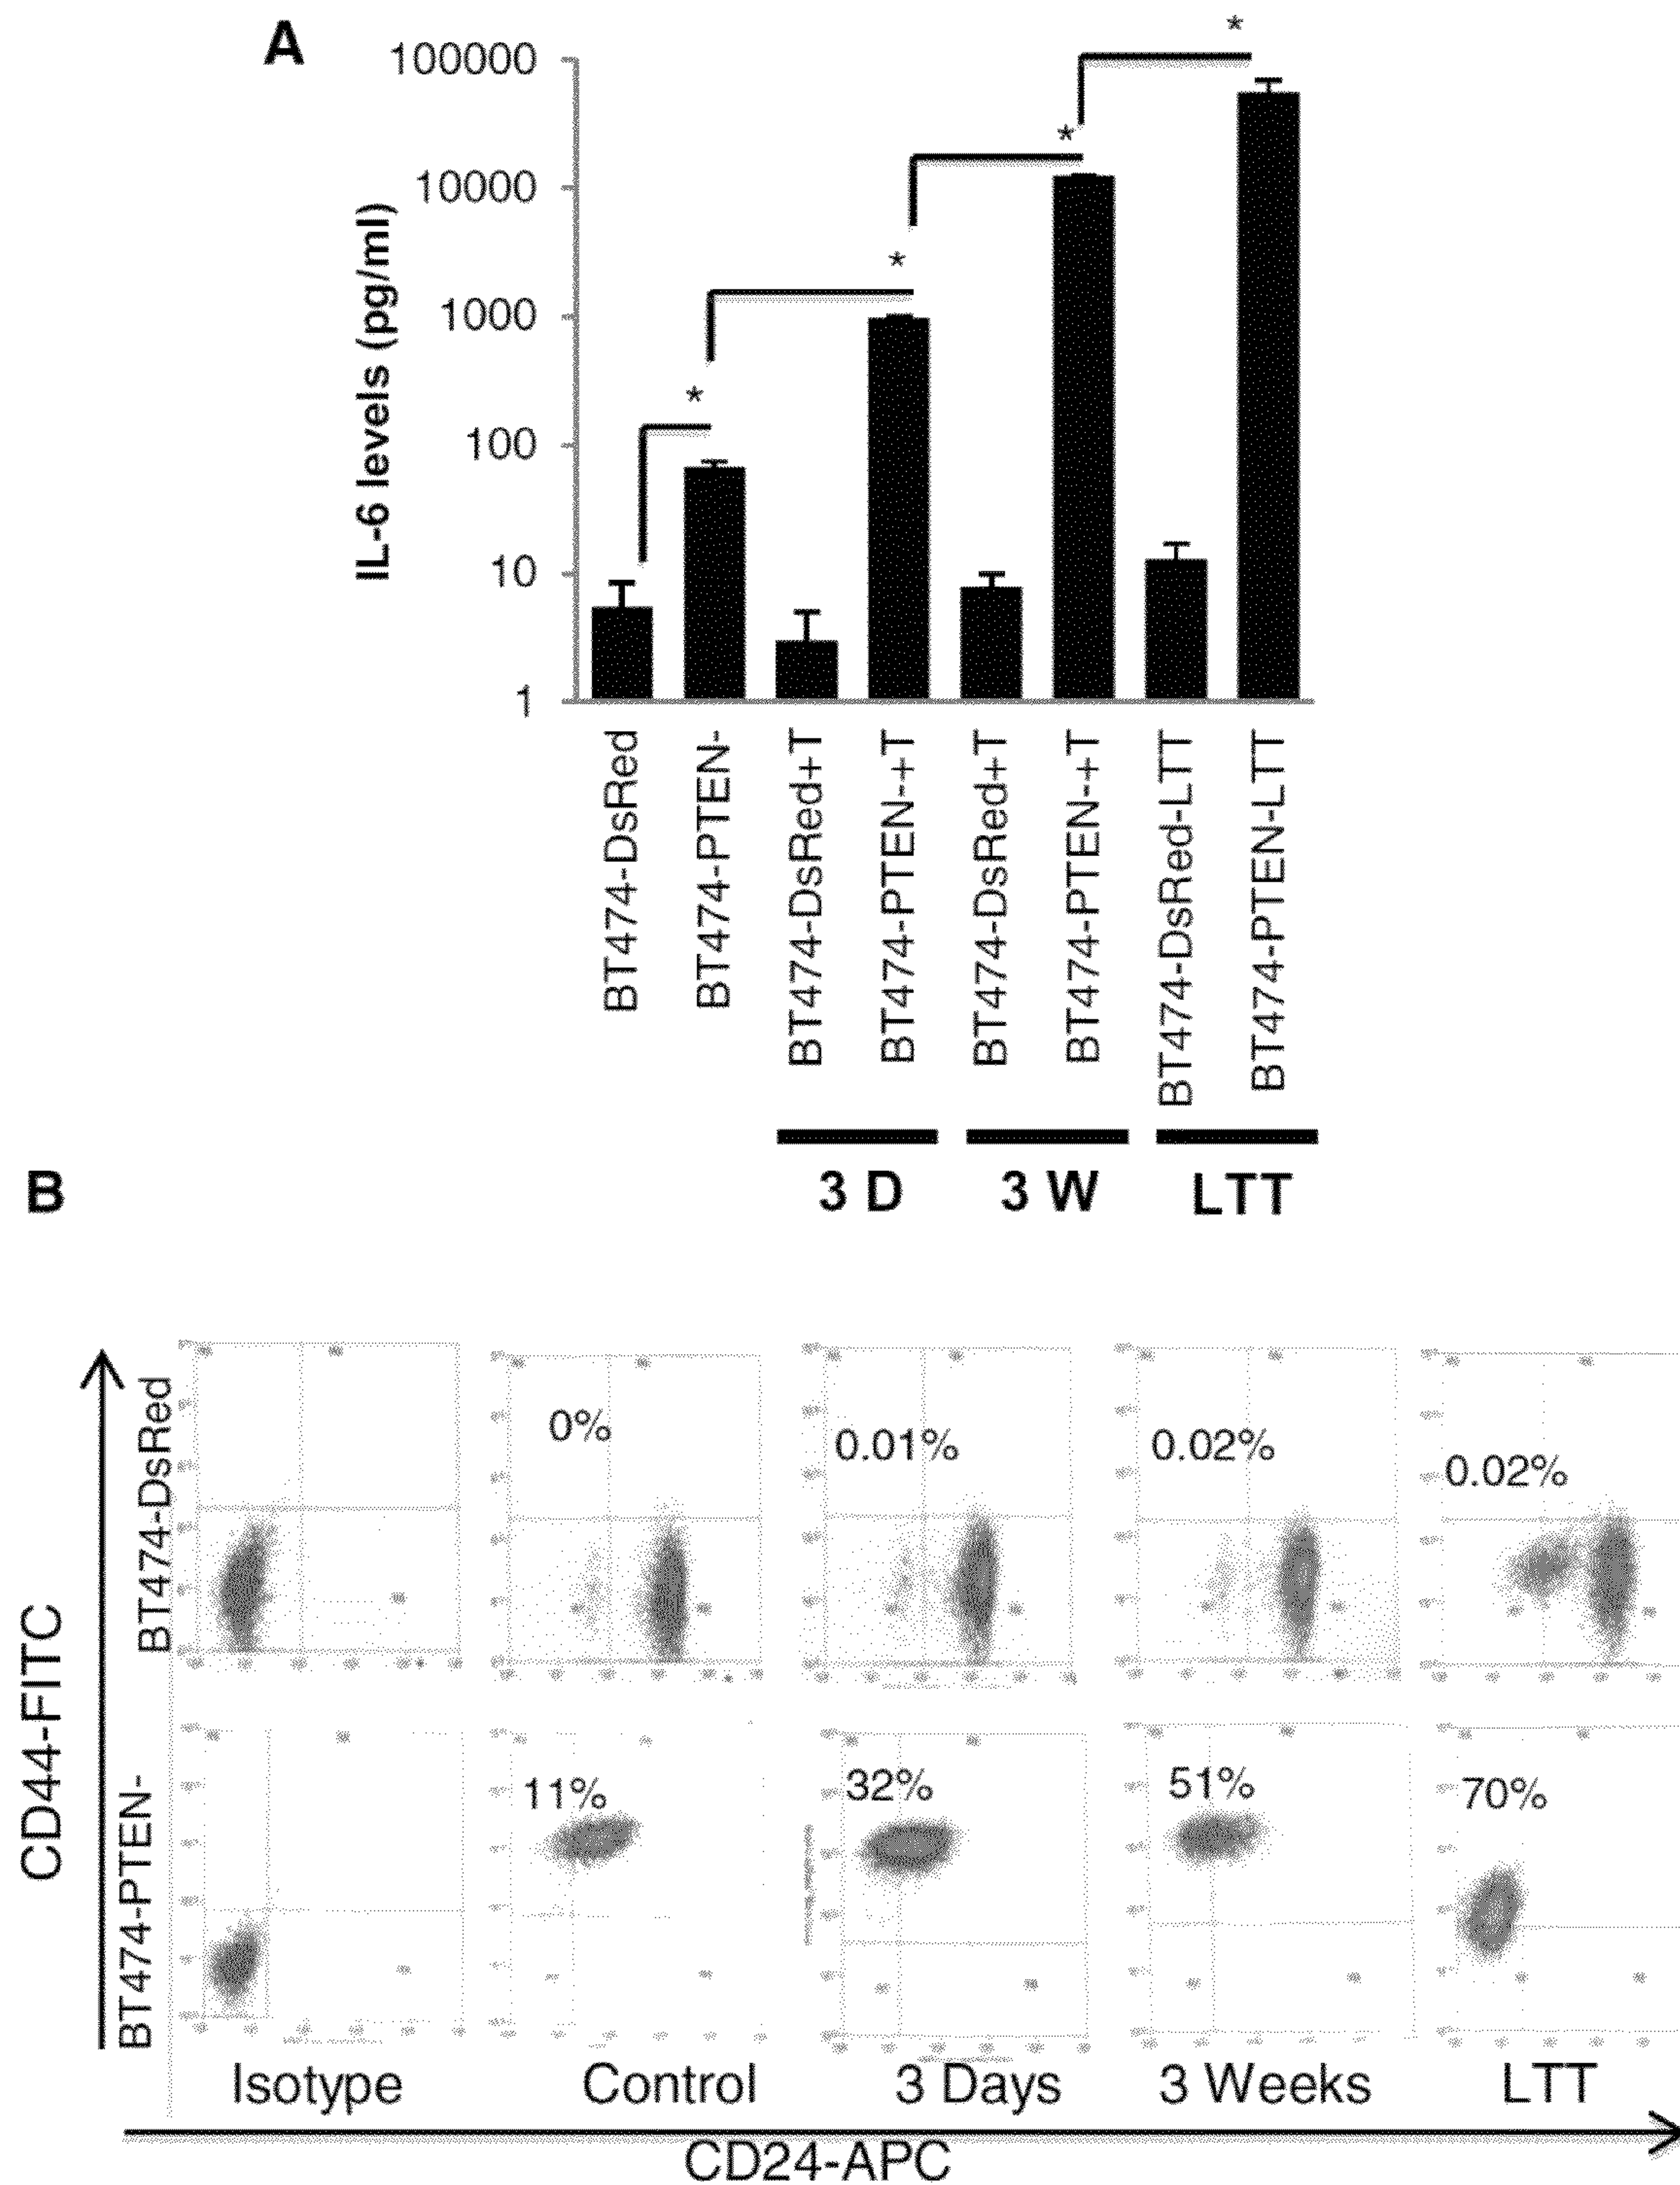 A
100000
10000
1000
100
10
1
IL-6 levels (pg/ml)
*
*
*
*
BT474-DsRed
BT474-PTEN-
BT474-DsRed+T
BT474-PTEN-+T
BT474-DsRed+T
BT474-PTEN-+T
BT474-DsRed-LTT
BT474-PTEN-LTT
3 D
3 W
LTT
B
CD44-FITC
BT474-DsRed
0%
0.01%
0.02%
0.02%
BT474-PTEN-
11%
32%
51%
70%
Isotype
Control
3 Days
3 Weeks
LTT
CD24-APC